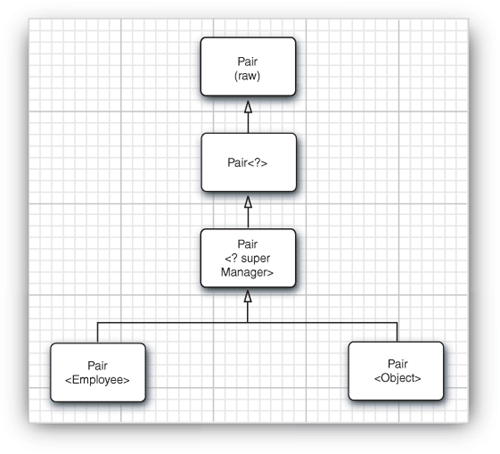 Pair
(raw)
Pair<?>
Pair
<? super
Manager>
Pair
<Employee>
Pair
<Object>